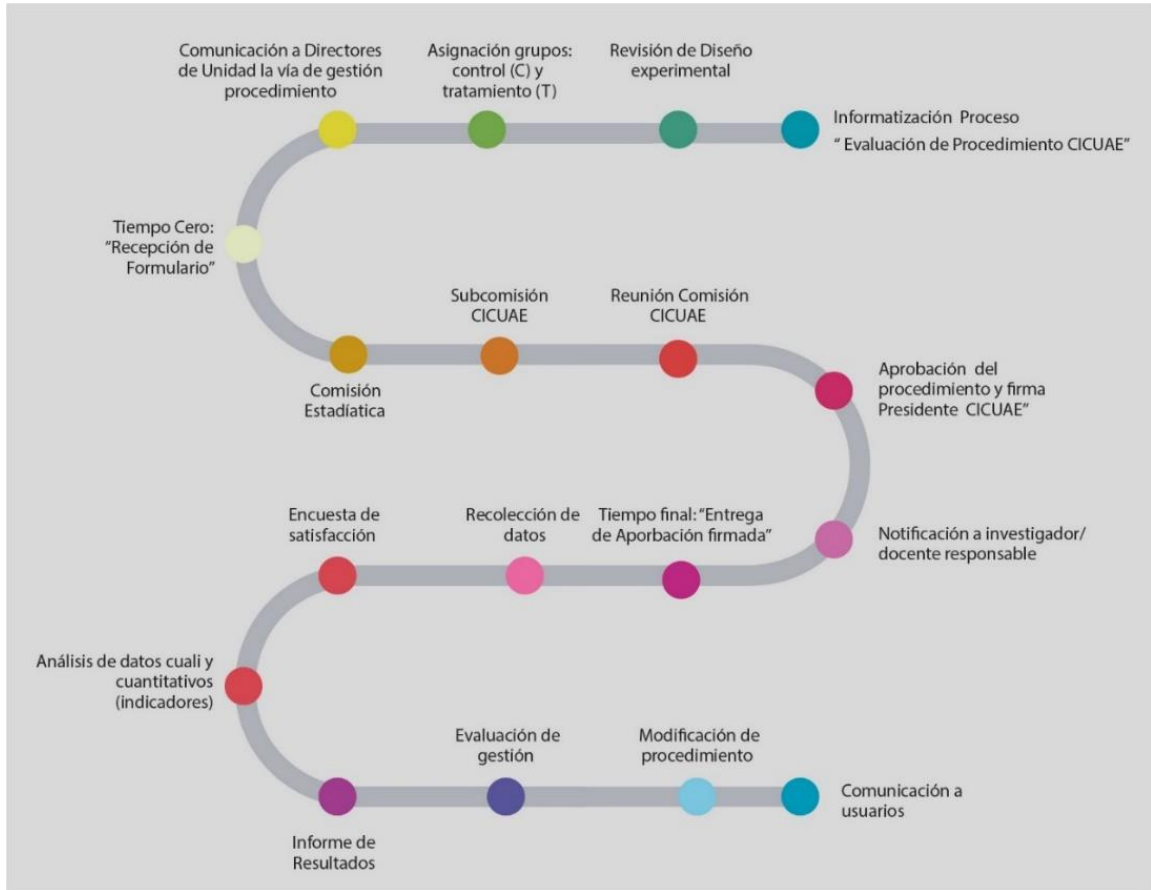 Comunicación a Directores
de Unidad la vía de gestión
procedimiento
Asignación grupos:
control (C) y
tratamiento (T)
Revisión de Diseño
experimental
Informatización Proceso
“ Evaluación de Procedimiento CICUAE”
Tiempo Cero:
“Recepción de
Formulario”
Comisión
Estadíatica
Subcomisión
CICUAE
Reunión Comisión
CICUAE
Aprobación del
procedimiento y firma
Presidente CICUAE”
Notificación a investigador/
docente responsable
Tiempo final: “Entrega
de Aporbación firmada”
Recolección de
datos
Encuesta de
satisfacción
Análisis de datos cuali y
cuantitativos
(indicadores)
Informe de
Resultados
Evaluación de
gestión
Modificación de
procedimiento
Comunicación a
usuarios